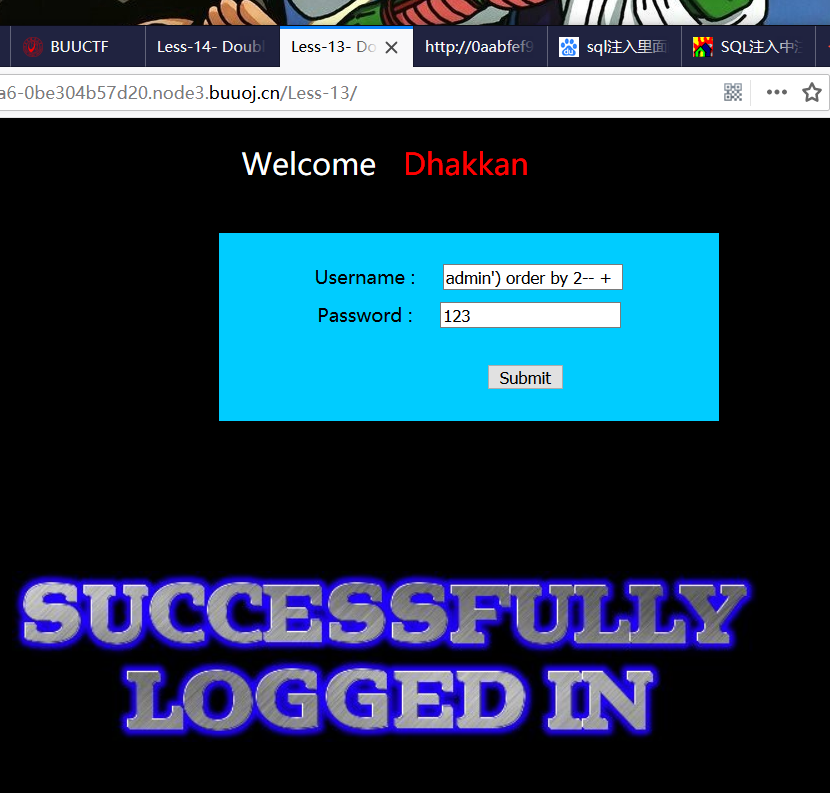 BUUCTF
Less-14- Doubl
Less-13- Do
http://0aabfef9
sql注入里面
SQL注入中
a6-0be304b57d20.node3.buuoj.cn/Less-13/
Welcome Dhakkan
Username : admin') order by 2-- +
Password : 123
Submit
SUCCESSFULLY
LOGGED IN